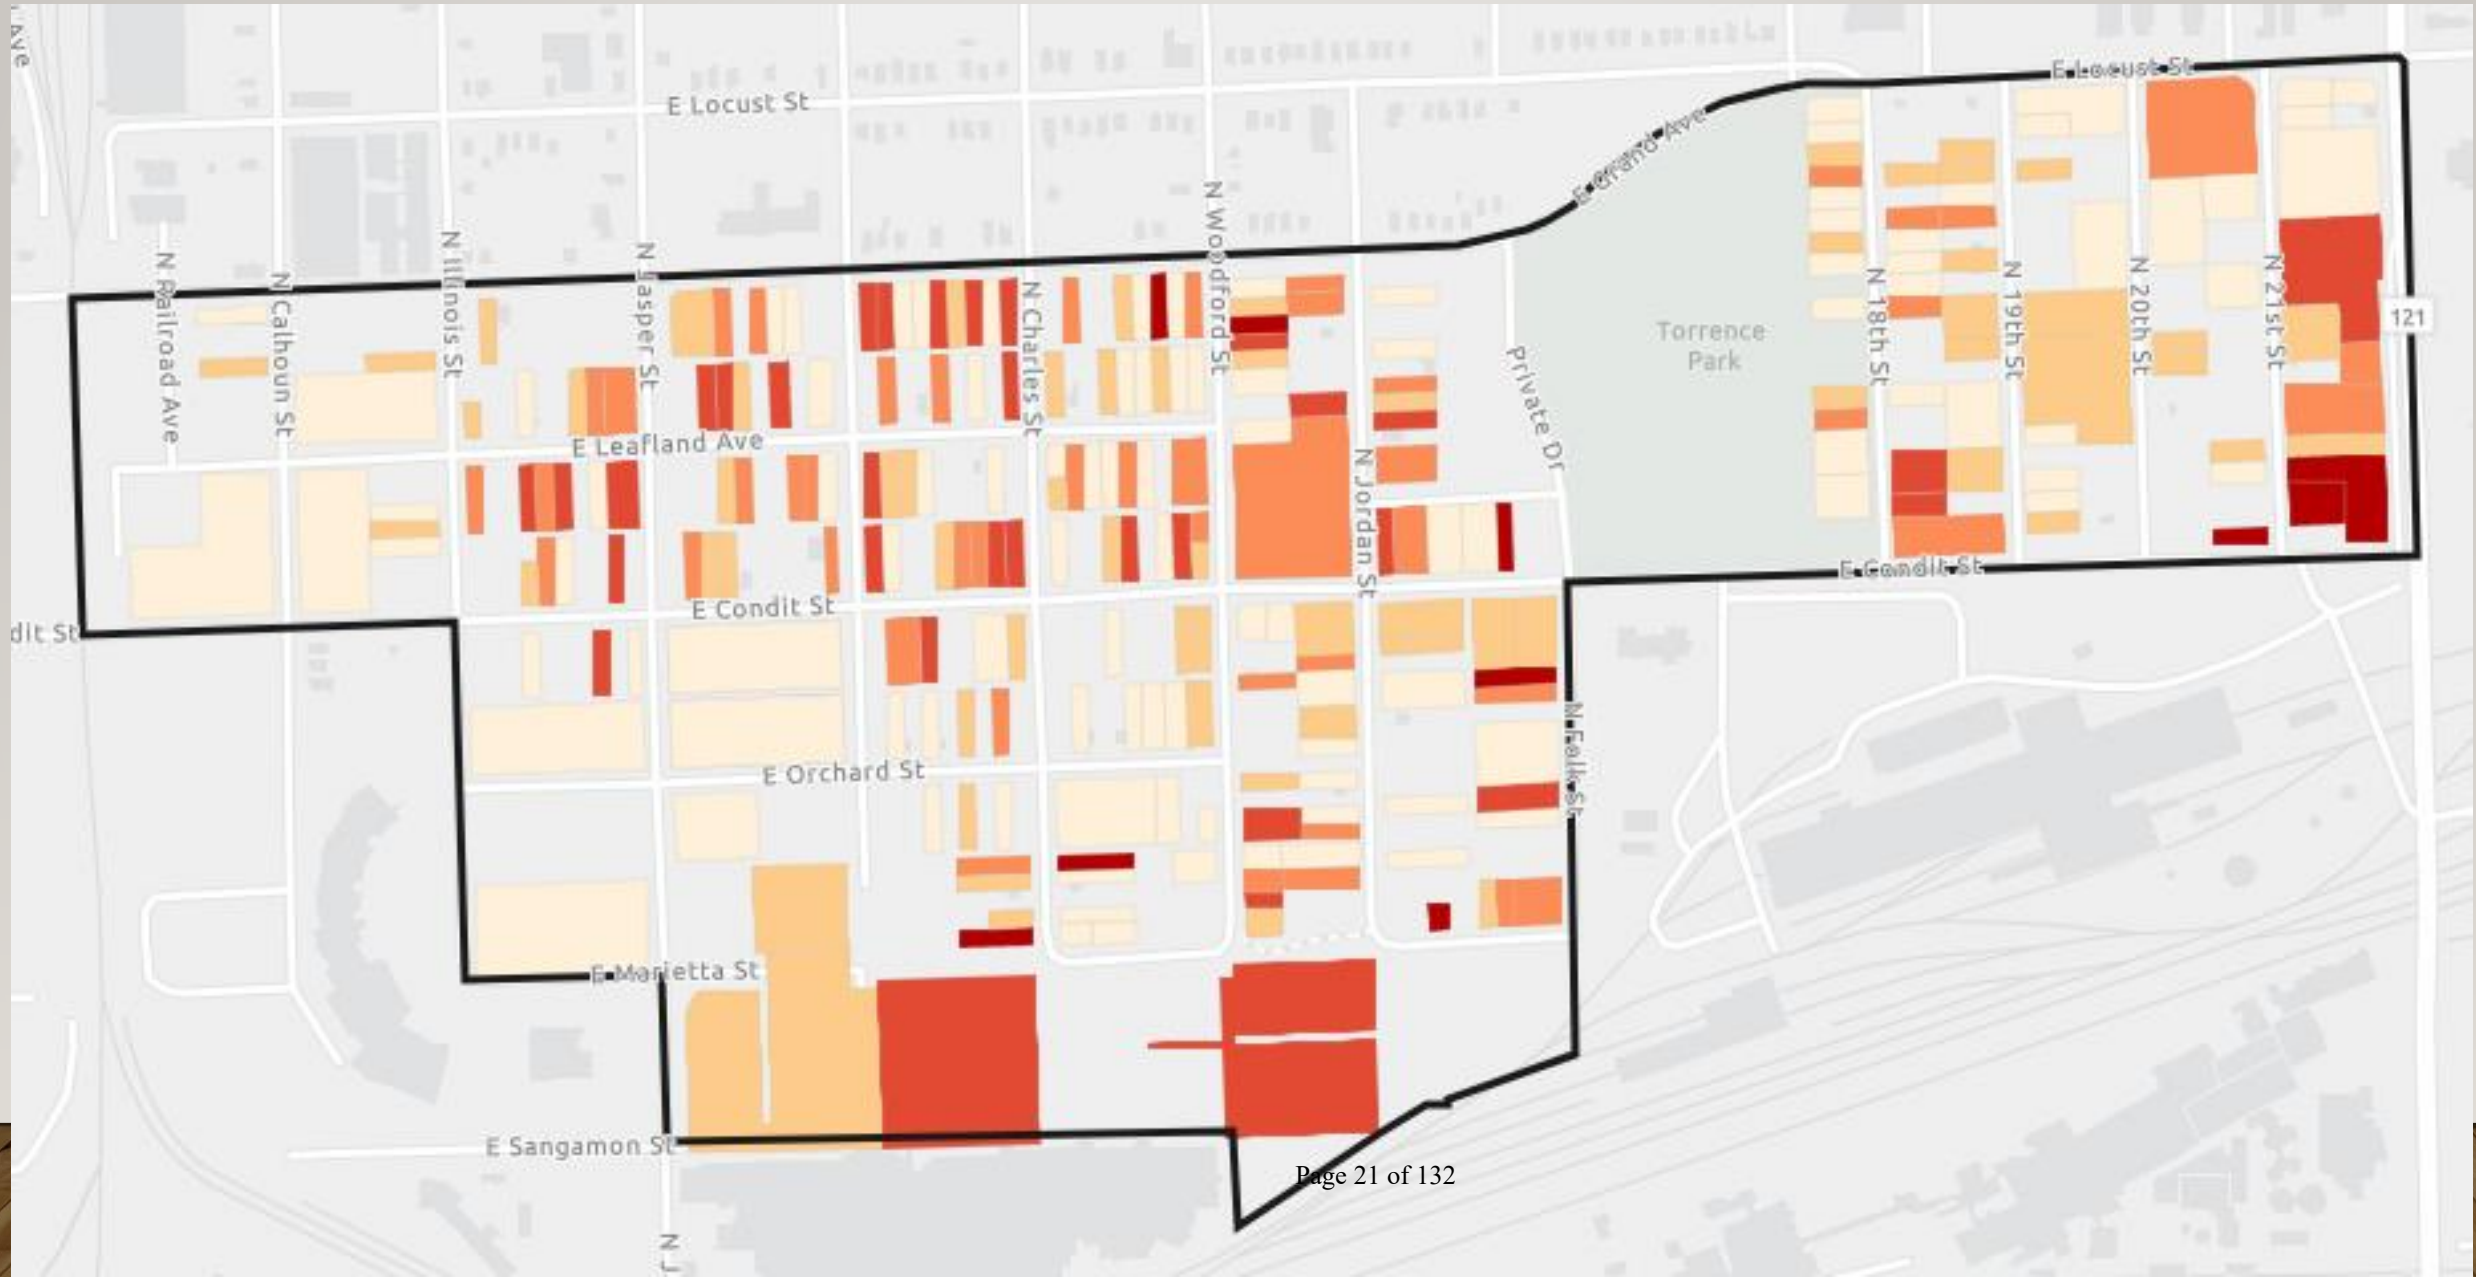 Ave
E Locust St
E Locust St
E Grand Ave
N Railroad Ave
N Calhoun St
N Illinois St
N Jasper St
N Charles St
N Woodford St
N Jordan St
Private Dr
Torrence
Park
N 18th St
N 19th St
N 20th St
N 21st St
121
E Leafland Ave
E Condit St
E Condit St
dit St
E Orchard St
N Folk St
E Marietta St
E Sangamon St
Page 21 of 132
N J